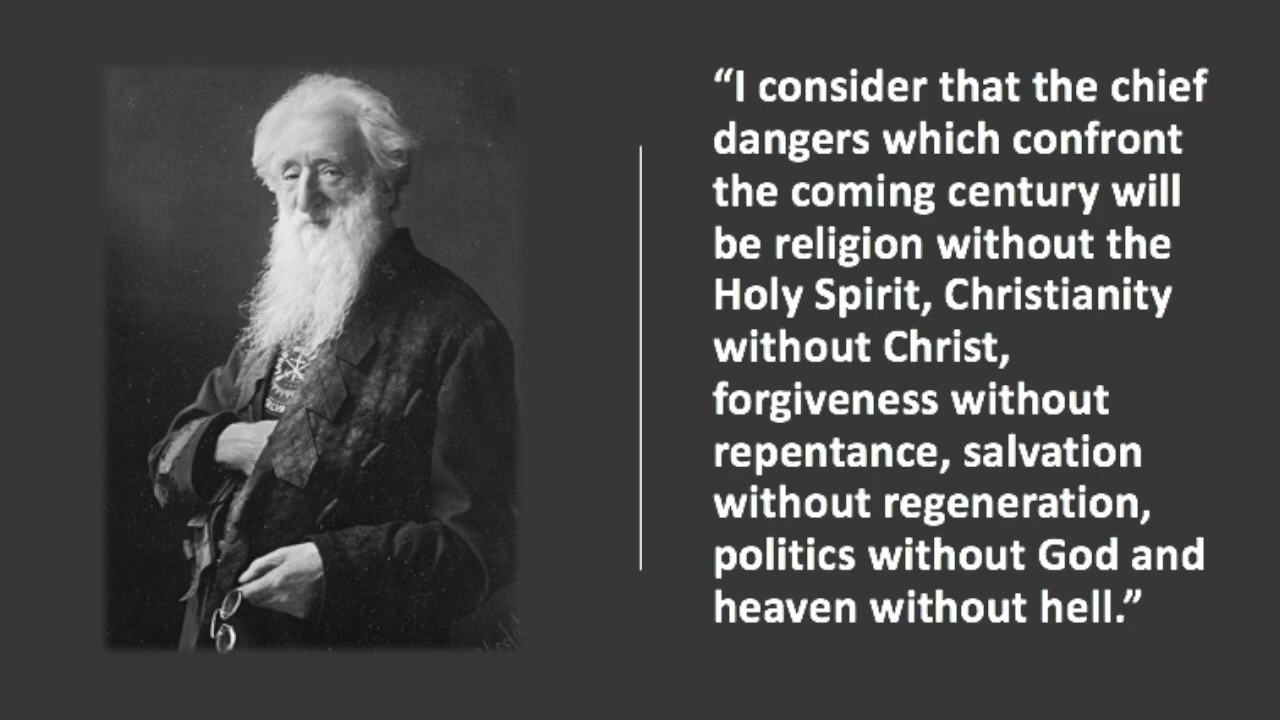 “I consider that the chief
dangers which confront
the coming century will
be religion without the
Holy Spirit, Christianity
without Christ,
forgiveness without
repentance, salvation
without regeneration,
politics without God and
heaven without hell.”